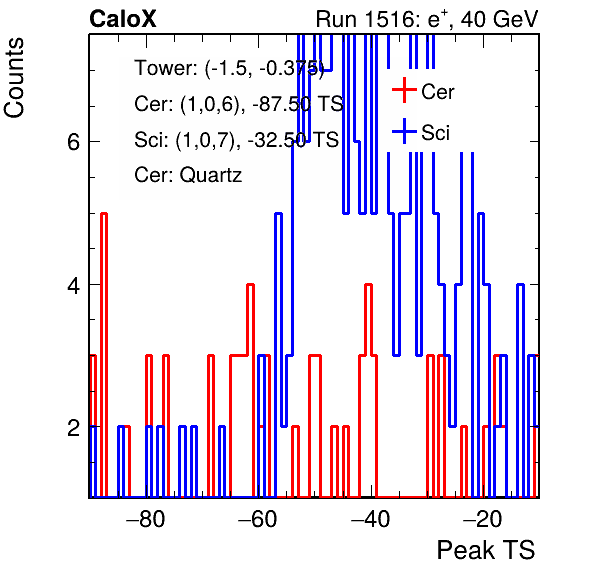 CaloX
Run 1516: e+, 40 GeV
Counts
Tower: (-1.5, -0.375)
Cer: (1,0,6), -87.50 TS
Sci: (1,0,7), -32.50 TS
Cer: Quartz
Cer
Sci
6
4
2
−80
−60
−40
−20
Peak TS